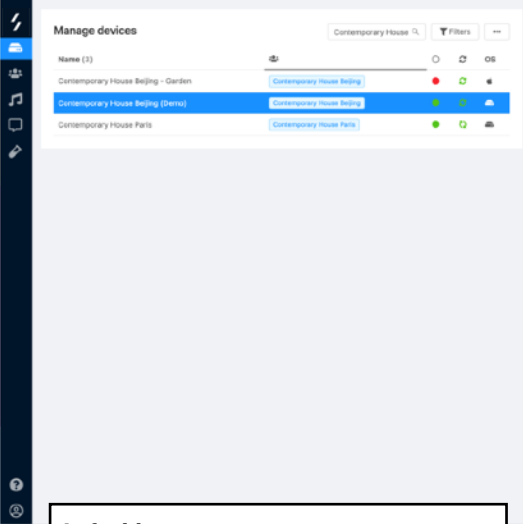 Manage devices
Contemporary House
Filters
Name (3)
OS
Contemporary House Beijing - Garden
Contemporary House Beijing
Contemporary House Beijing (Demo)
Contemporary House Beijing
Contemporary House Paris
Contemporary House Paris